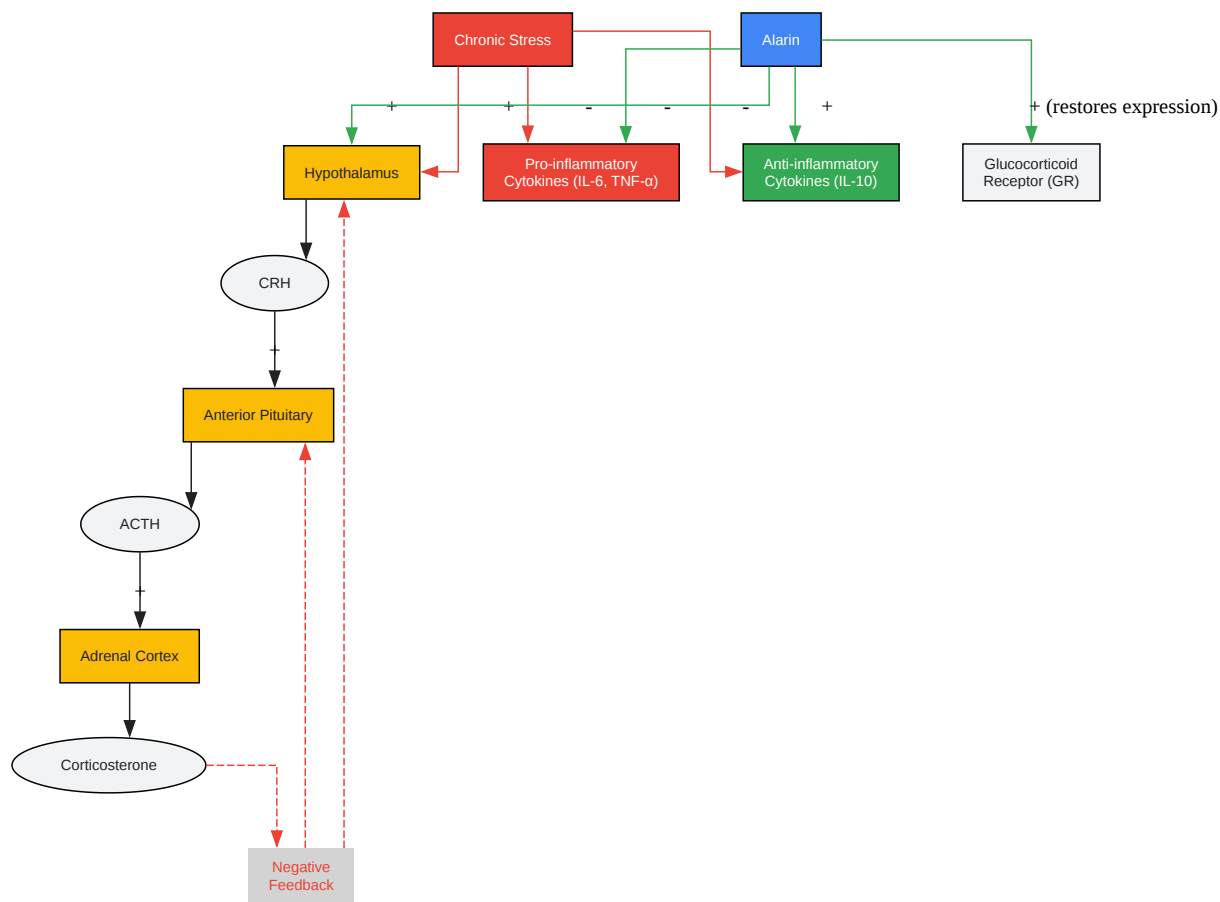 Chronic Stress
Alarin
+
+
-
-
-
+
+ (restores expression)
Hypothalamus
Pro-inflammatory
Cytokines (IL-6, TNF-α)
Anti-inflammatory
Cytokines (IL-10)
Glucocorticoid
Receptor (GR)
CRH
+
Anterior Pituitary
ACTH
+
Adrenal Cortex
Corticosterone
Negative
Feedback